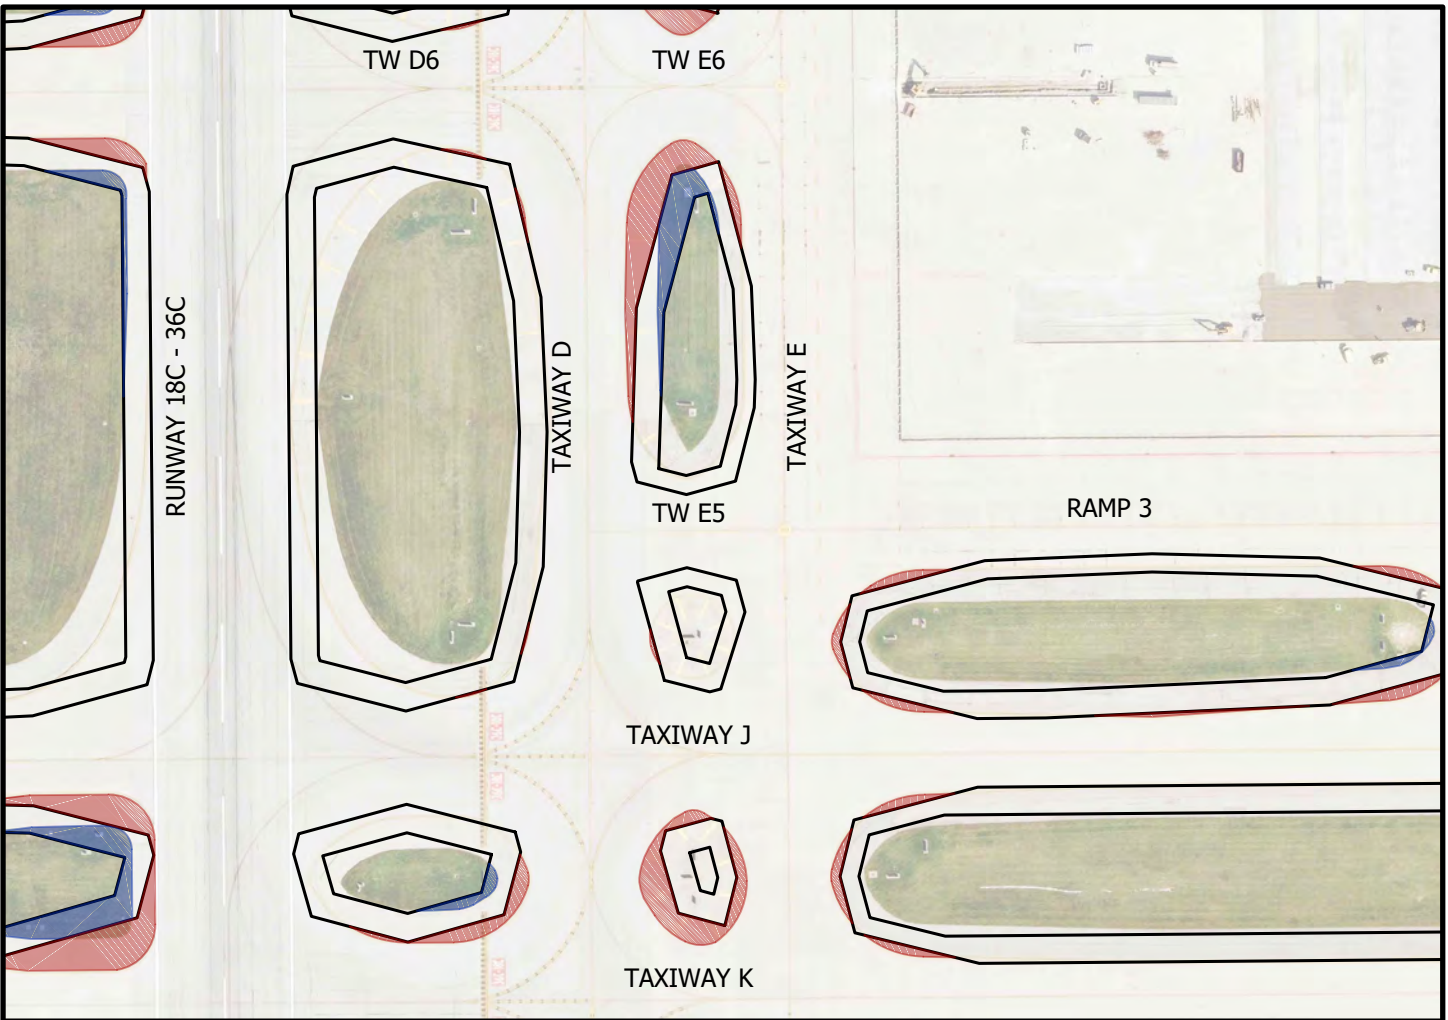 TW D6
TW E6
RUNWAY 18C - 36C
TAXIWAY D
TAXIWAY E
TW E5
RAMP 3
TAXIWAY J
TAXIWAY K